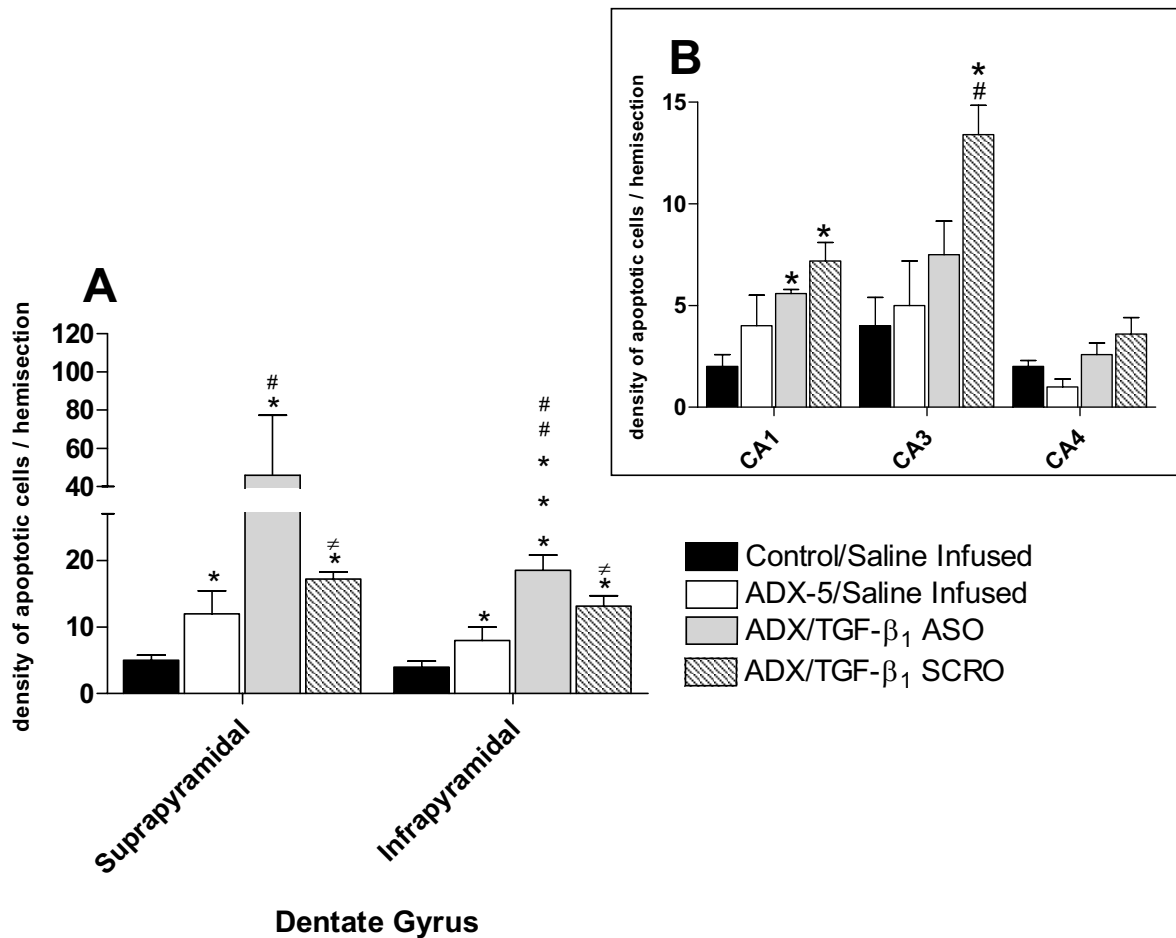 B
density of apoptotic cells / hemisection
15
10
5
0
*
*
*
#
CA1
CA3
CA4
A
density of apoptotic cells / hemisection
120
100
80
60
40
20
10
0
*
#
*
≠
*
*
#
#
*
*
*
≠
*
Suprapyramidal
Infrapyramidal
Dentate Gyrus
Control/Saline Infused
ADX-5/Saline Infused
ADX/TGF-β₁ ASO
ADX/TGF-β₁ SCRO